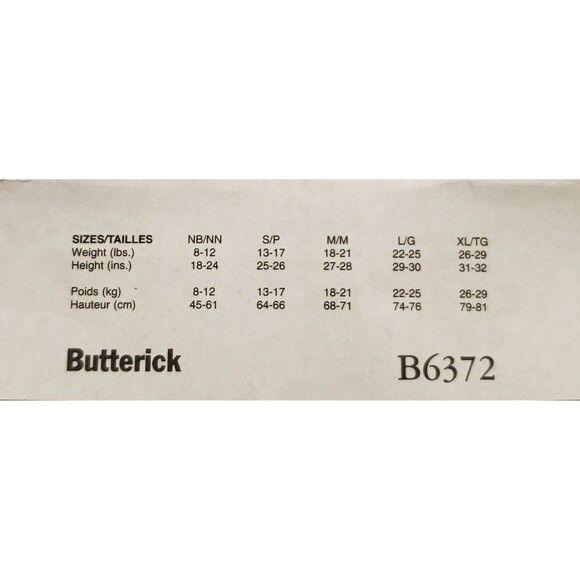 SIZES/TAILLES NB/NN S/P M/M L/G XL/TG
Weight (lbs.) 8-12 13-17 18-21 22-25 26-29
Height (ins.) 18-24 25-26 27-28 29-30 31-32
Poids (kg) 8-12 13-17 18-21 22-25 26-29
Hauteur (cm) 45-61 64-66 68-71 74-76 79-81
Butterick B6372